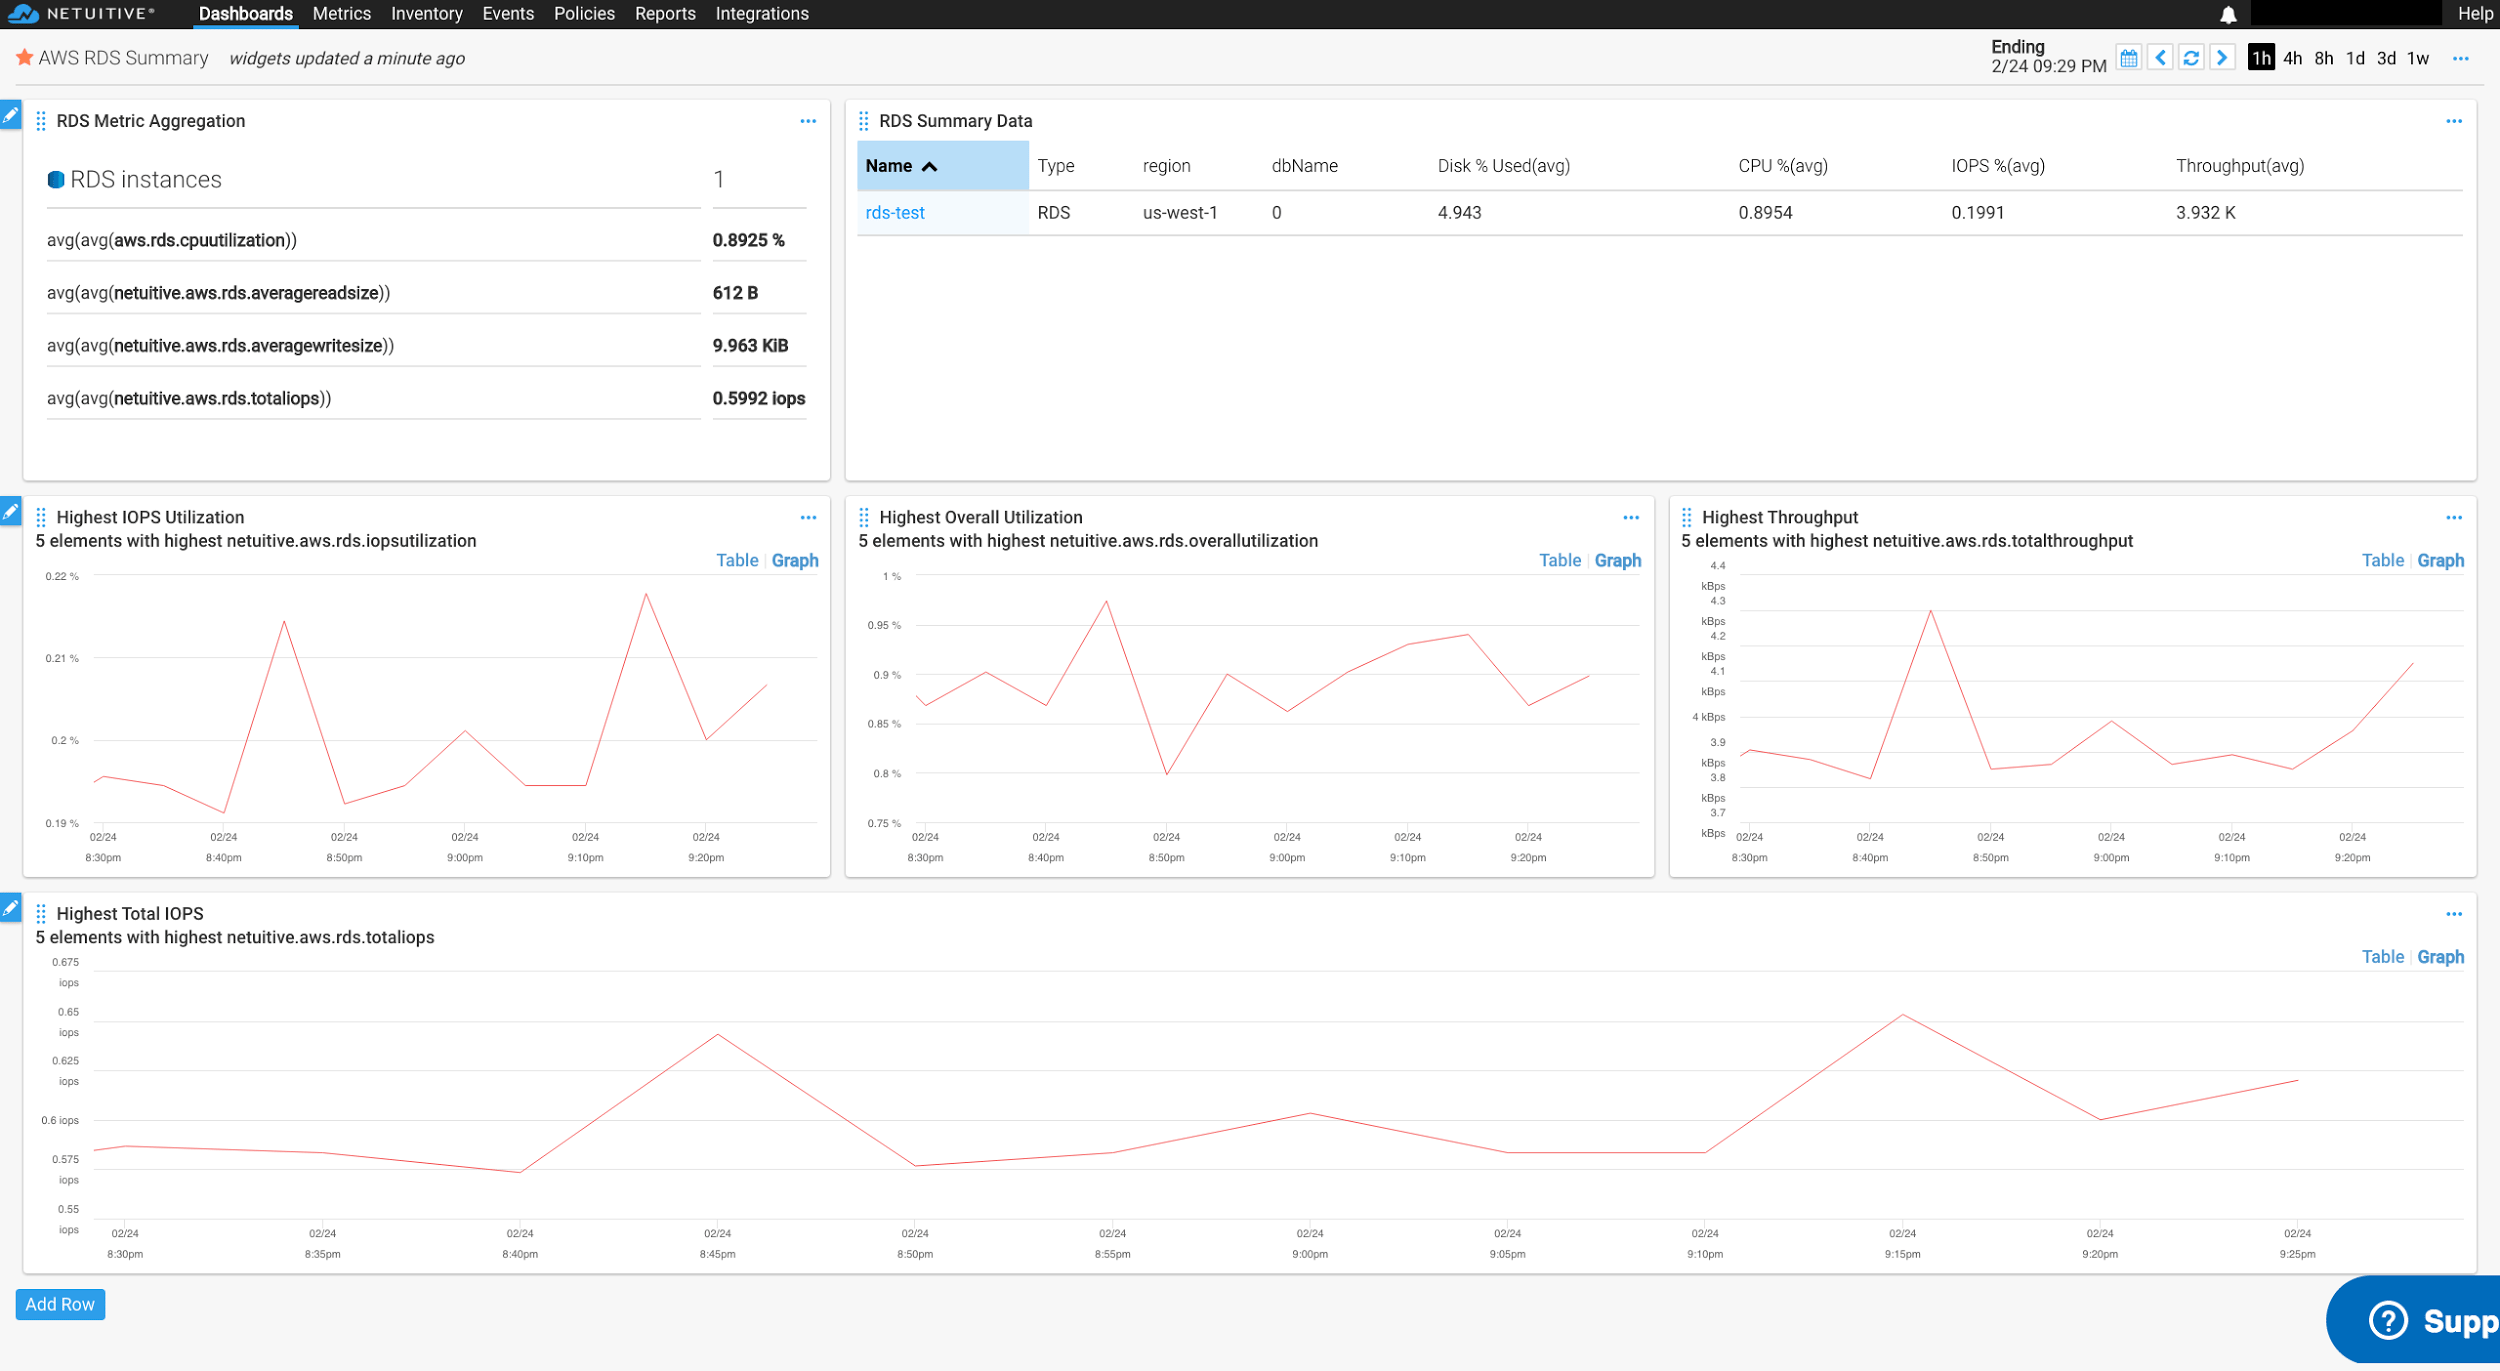 NETUITIVE® Dashboards Metrics Inventory Events Policies Reports Integrations Help
AWS RDS Summary widgets updated a minute ago
Ending
2/24 09:29 PM 1h 4h 8h 1d 3d 1w
RDS Metric Aggregation
RDS instances 1
avg(avg(aws.rds.cpuutilization)) 0.8925 %
avg(avg(netuitive.aws.rds.averagereadsize)) 612 B
avg(avg(netuitive.aws.rds.averagewritesize)) 9.963 KiB
avg(avg(netuitive.aws.rds.totaliops)) 0.5992 iops
RDS Summary Data
Name Type region dbName Disk % Used(avg) CPU %(avg) IOPS %(avg) Throughput(avg)
rds-test RDS us-west-1 0 4.943 0.8954 0.1991 3.932 K
Highest IOPS Utilization
5 elements with highest netuitive.aws.rds.iopsutilization
Table Graph
0.22 %
0.21 %
0.2 %
0.19 %
02/24 02/24 02/24 02/24 02/24 02/24
8:30pm 8:40pm 8:50pm 9:00pm 9:10pm 9:20pm
Highest Overall Utilization
5 elements with highest netuitive.aws.rds.overallutilization
Table Graph
1 %
0.95 %
0.9 %
0.85 %
0.8 %
0.75 %
02/24 02/24 02/24 02/24 02/24 02/24
8:30pm 8:40pm 8:50pm 9:00pm 9:10pm 9:20pm
Highest Throughput
5 elements with highest netuitive.aws.rds.totalthroughput
Table Graph
4.4
kBps
4.3
kBps
4.2
kBps
4.1
kBps
4 kBps
3.9
kBps
3.8
kBps
3.7
kBps
02/24 02/24 02/24 02/24 02/24 02/24
8:30pm 8:40pm 8:50pm 9:00pm 9:10pm 9:20pm
Highest Total IOPS
5 elements with highest netuitive.aws.rds.totaliops
Table Graph
0.675
iops
0.65
iops
0.625
iops
0.6 iops
0.575
iops
0.55
iops
02/24 02/24 02/24 02/24 02/24 02/24 02/24 02/24 02/24 02/24 02/24 02/24
8:30pm 8:35pm 8:40pm 8:45pm 8:50pm 8:55pm 9:00pm 9:05pm 9:10pm 9:15pm 9:20pm 9:25pm
Add Row
? Supp